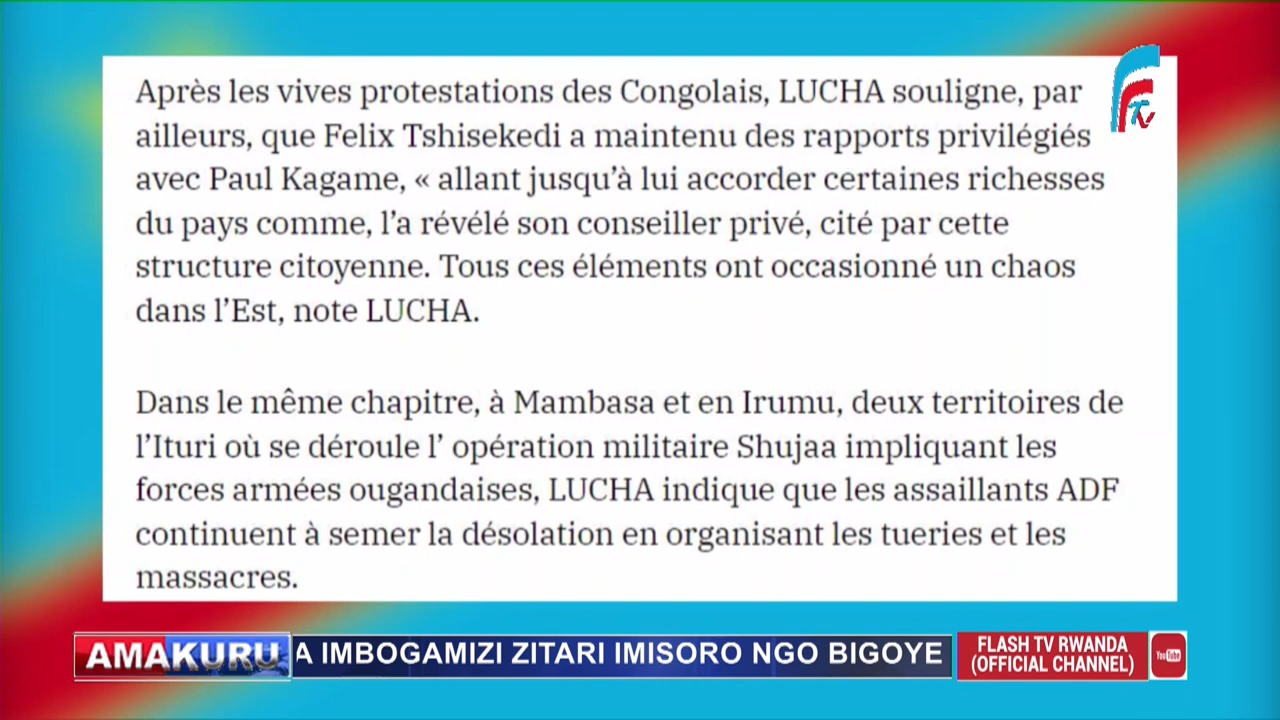 Après les vives protestations des Congolais, LUCHA souligne, par
ailleurs, que Felix Tshisekedi a maintenu des rapports privilégiés
avec Paul Kagame, « allant jusqu’à lui accorder certaines richesses
du pays comme, l’a révélé son conseiller privé, cité par cette
structure citoyenne. Tous ces éléments ont occasionné un chaos
dans l’Est, note LUCHA.
Dans le même chapitre, à Mambasa et en Irumu, deux territoires de
l’Ituri où se déroule l’ opération militaire Shujaa impliquant les
forces armées ougandaises, LUCHA indique que les assaillants ADF
continuent à semer la désolation en organisant les tueries et les
massacres.
TV
AMAKURU
A IMBOGAMIZI ZITARI IMISORO NGO BIGOYE
FLASH TV RWANDA
(OFFICIAL CHANNEL)
YouTube